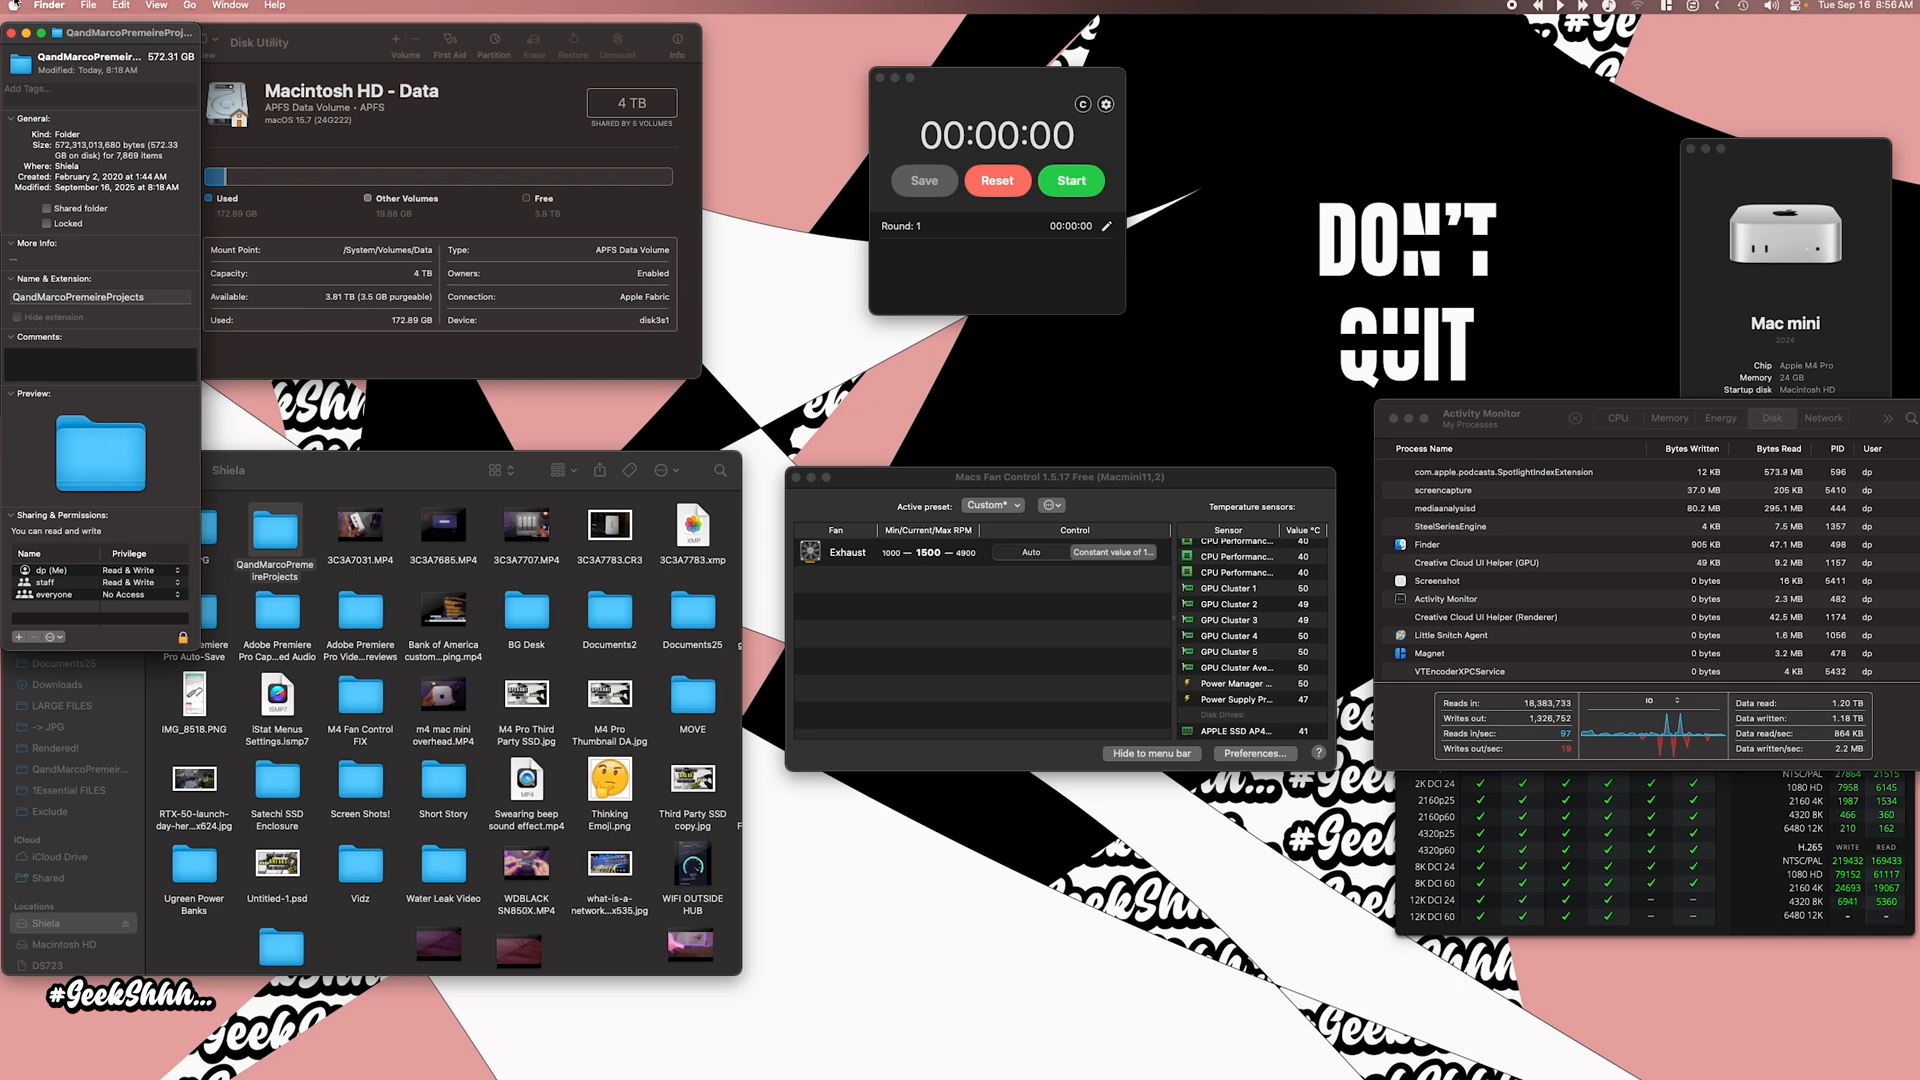 Finder File Edit View Go Window Help
Tue Sep 16 8:56 AM
QandMarcoPremeireProj...
QandMarcoPremeir... 572.31 GB
Modified: Today, 8:18 AM
Add Tags...
General:
Kind: Folder
Size: 572,313,013,680 bytes (572.33
GB on disk) for 7,869 items
Where: Shiela
Created: February 2, 2020 at 1:44 AM
Modified: September 16, 2025 at 8:18 AM
Shared folder
Locked
More Info:
--
Name & Extension:
QandMarcoPremeireProjects
Hide extension
Comments:
Preview:
Sharing & Permissions:
You can read and write
Name Privilege
dp (Me) Read & Write
staff Read & Write
everyone No Access
Disk Utility
Volume First Aid Partition Erase Restore Unmount Info
Macintosh HD - Data
APFS Data Volume • APFS
macOS 15.7 (24G222)
4 TB
SHARED BY 5 VOLUMES
Used Other Volumes Free
172.89 GB 19.88 GB 3.8 TB
Mount Point: /System/Volumes/Data Type: APFS Data Volume
Capacity: 4 TB Owners: Enabled
Available: 3.81 TB (3.5 GB purgeable) Connection: Apple Fabric
Used: 172.89 GB Device: disk3s1
C
00:00:00
Save Reset Start
Round: 1 00:00:00
DON'T
QUIT
Mac mini
2024
Chip Apple M4 Pro
Memory 24 GB
Startup disk Macintosh HD
Activity Monitor
My Processes
CPU Memory Energy Disk Network
Process Name Bytes Written Bytes Read PID User
com.apple.podcasts.SpotlightIndexExtension 12 KB 573.9 MB 596 dp
screencapture 37.0 MB 205 KB 5410 dp
mediaanalysisd 80.2 MB 295.1 MB 444 dp
SteelSeriesEngine 4 KB 7.5 MB 1357 dp
Finder 905 KB 47.1 MB 498 dp
Creative Cloud UI Helper (GPU) 49 KB 9.2 MB 1157 dp
Screenshot 0 bytes 16 KB 5411 dp
Activity Monitor 0 bytes 2.3 MB 482 dp
Creative Cloud UI Helper (Renderer) 0 bytes 42.5 MB 1174 dp
Little Snitch Agent 0 bytes 1.6 MB 1056 dp
Magnet 0 bytes 3.2 MB 478 dp
VTEncoderXPCService 0 bytes 4 KB 5432 dp
Reads in: 18,383,733 IO Data read: 1.20 TB
Writes out: 1,326,752 Data written: 1.18 TB
Reads in/sec: 97 Data read/sec: 864 KB
Writes out/sec: 19 Data written/sec: 2.2 MB
Macs Fan Control 1.5.17 Free (Macmini11,2)
Active preset: Custom* Temperature sensors:
Fan Min/Current/Max RPM Control Sensor Value °C
Exhaust 1000 — 1500 — 4900 Auto Constant value of 1...
CPU Performanc... 40
CPU Performanc... 40
CPU Performanc... 40
GPU Cluster 1 49
GPU Cluster 2 49
GPU Cluster 3 49
GPU Cluster 4 50
GPU Cluster 5 50
GPU Cluster Ave... 50
Power Manager ... 50
Power Supply Pr... 47
Disk Drives:
APPLE SSD AP4... 41
Hide to menu bar Preferences... ?
Shiela
QandMarcoPreme
ireProjects
3C3A7031.MP4 3C3A7685.MP4 3C3A7707.MP4 3C3A7783.CR3 3C3A7783.xmp
XMP
Pro Auto-Save
Adobe Premiere
Pro Cap...ed Audio
Adobe Premiere
Pro Vide...reviews
Bank of America
custom...ping.mp4
BG Desk Documents2 Documents25
IMG_8518.PNG
ISMP7
iStat Menus
Settings.ismp7
M4 Fan Control
FIX
m4 mac mini
overhead.MP4
M4 Pro Third
Party SSD.jpg
M4 Pro
Thumbnail DA.jpg
MOVE
RTX-50-launch-
day-her...x624.jpg
Satechi SSD
Enclosure
Screen Shots! Short Story
MP4
Swearing beep
sound effect.mp4
Thinking
Emoji.png
Third Party SSD
copy.jpg
Ugreen Power
Banks
Untitled-1.psd Vidz Water Leak Video
WDBLACK
SN850X.MP4
what-is-a-
network...x535.jpg
WIFI OUTSIDE
HUB
Documents25
Downloads
LARGE FILES
-> JPG
Rendered!
QandMarcoPremeir...
1Essential FILES
Exclude
iCloud
iCloud Drive
Shared
Locations
Shiela
Macintosh HD
DS723
2K DCI 24
2160p25
2160p60
4320p25
4320p60
8K DCI 24
8K DCI 60
12K DCI 24
12K DCI 60
NTSC/PAL 27864 21515
1080 HD 7958 6145
2160 4K 1987 1534
4320 8K 466 360
6480 12K 210 162
H.265 WRITE READ
NTSC/PAL 219432 169433
1080 HD 79152 61117
2160 4K 24693 19067
4320 8K 6941 5360
6480 12K - -
#GeekShhh...